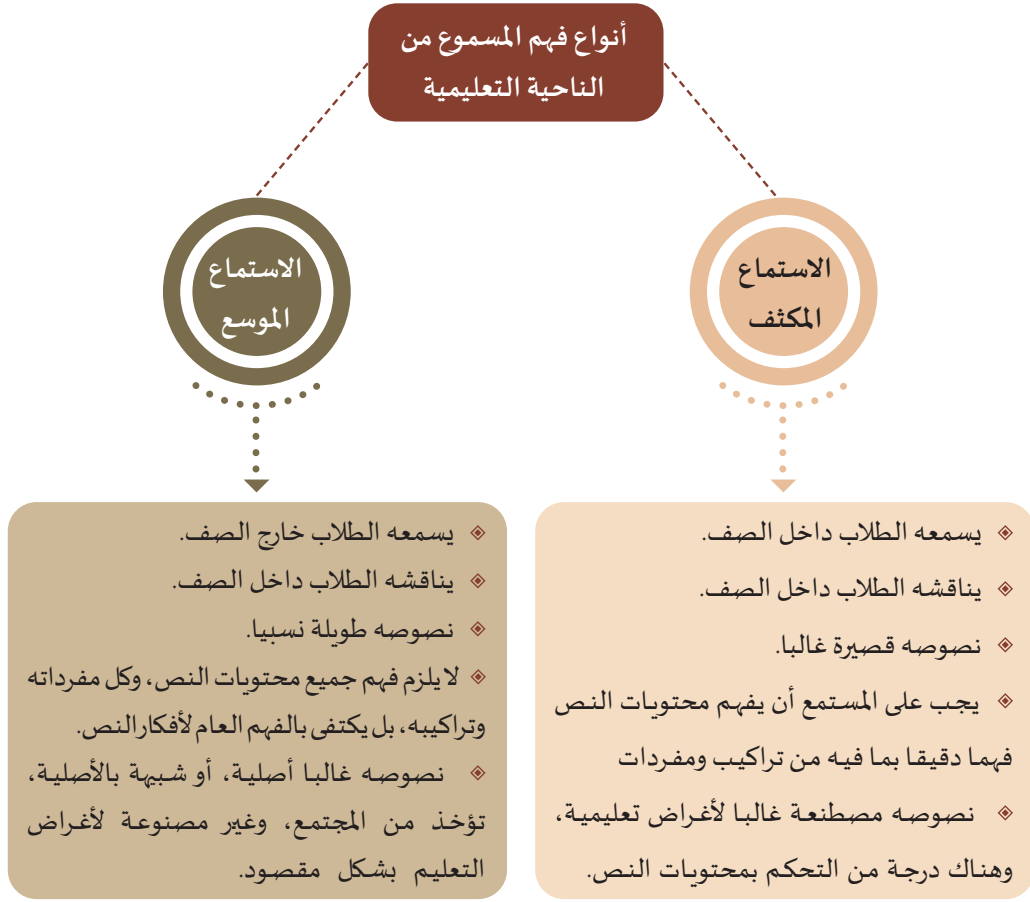 أنواع فهم المسموع من
الناحية التعليمية
الاستماع
المكثف
يسمعه الطلاب داخل الصف.
يناقشه الطلاب داخل الصف.
نصوصه قصيرة غالبا.
يجب على المستمع أن يفهم محتويات النص
فهما دقيقا بما فيه من تراكيب ومفردات
نصوصه مصطنعة غالبا لأغراض تعليمية،
وهناك درجة من التحكم بمحتويات النص.
الاستماع
الموسع
يسمعه الطلاب خارج الصف.
يناقشه الطلاب داخل الصف.
نصوصه طويلة نسبيا.
لا يلزم فهم جميع محتويات النص، وكل مفرداته
وتراكيبه، بل يكتفى بالفهم العام لأفكار النص.
نصوصه غالبا أصلية، أو شبيهة بالأصلية،
تؤخذ من المجتمع، وغير مصنوعة لأغراض
التعليم بشكل مقصود.